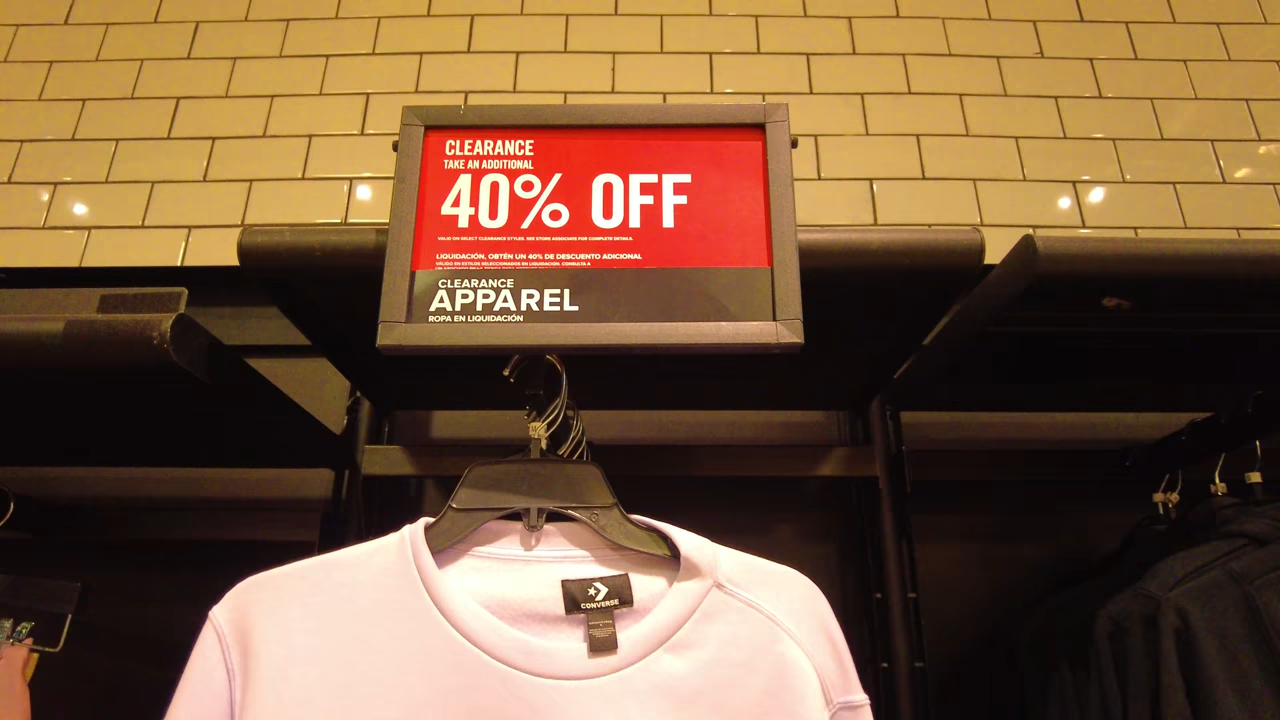 CLEARANCE
TAKE AN ADDITIONAL
40% OFF
VALID ON SELECT CLEARANCE STYLES. SEE STORE ASSOCIATE FOR COMPLETE DETAILS.
LIQUIDACIÓN, OBTÉN UN 40% DE DESCUENTO ADICIONAL
VÁLIDO EN ESTILOS SELECCIONADOS EN LIQUIDACIÓN. CONSULTA A
CLEARANCE
APPAREL
ROPA EN LIQUIDACIÓN
CONVERSE